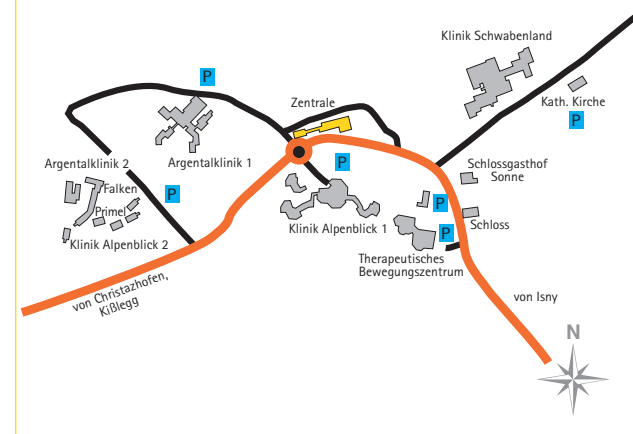 Klinik Schwabenland
P
Zentrale
Kath. Kirche
P
Argentalklinik 2
Argentalklinik 1
P
Schlossgasthof
Sonne
Falken
P
Primel
P
Klinik Alpenblick 1
Schloss
P
Klinik Alpenblick 2
Therapeutisches
Bewegungszentrum
von Christazhofen,
Kißlegg
von Isny
N